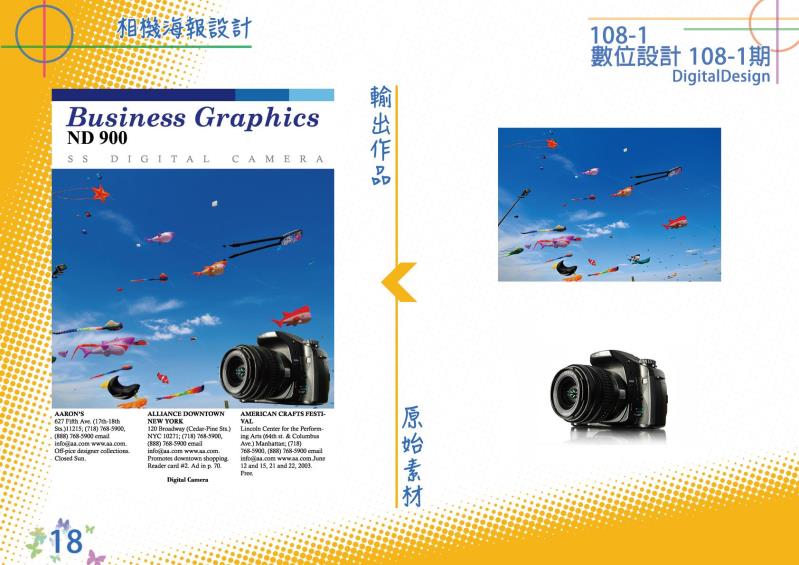 相機海報設計
108-1
數位設計 108-1期
DigitalDesign
輸出作品
Business Graphics
ND 900
SS DIGITAL CAMERA
AARON'S
627 Fifth Ave. (17th-18th
Sts.)11215; (718) 768-5900,
(888) 768-5900 email
info@aa.com www.aa.com.
Off-pice designer collections.
Closed Sun.
ALLIANCE DOWNTOWN
NEW YORK
120 Broadway (Cedar-Pine Sts.)
NYC 10271; (718) 768-5900,
(888) 768-5900 email
info@aa.com www.aa.com.
Promotes downtown shopping.
Reader card #2. Ad in p. 70.
AMERICAN CRAFTS FESTI-
VAL
Lincoln Center for the Perform-
ing Arts (64th st. & Columbus
Ave.) Manhattar; (718)
768-5900, (888) 768-5900 email
info@aa.com www.aa.com.June
12 and 15, 21 and 22, 2003.
Free.
Digital Camera
原始素材
18